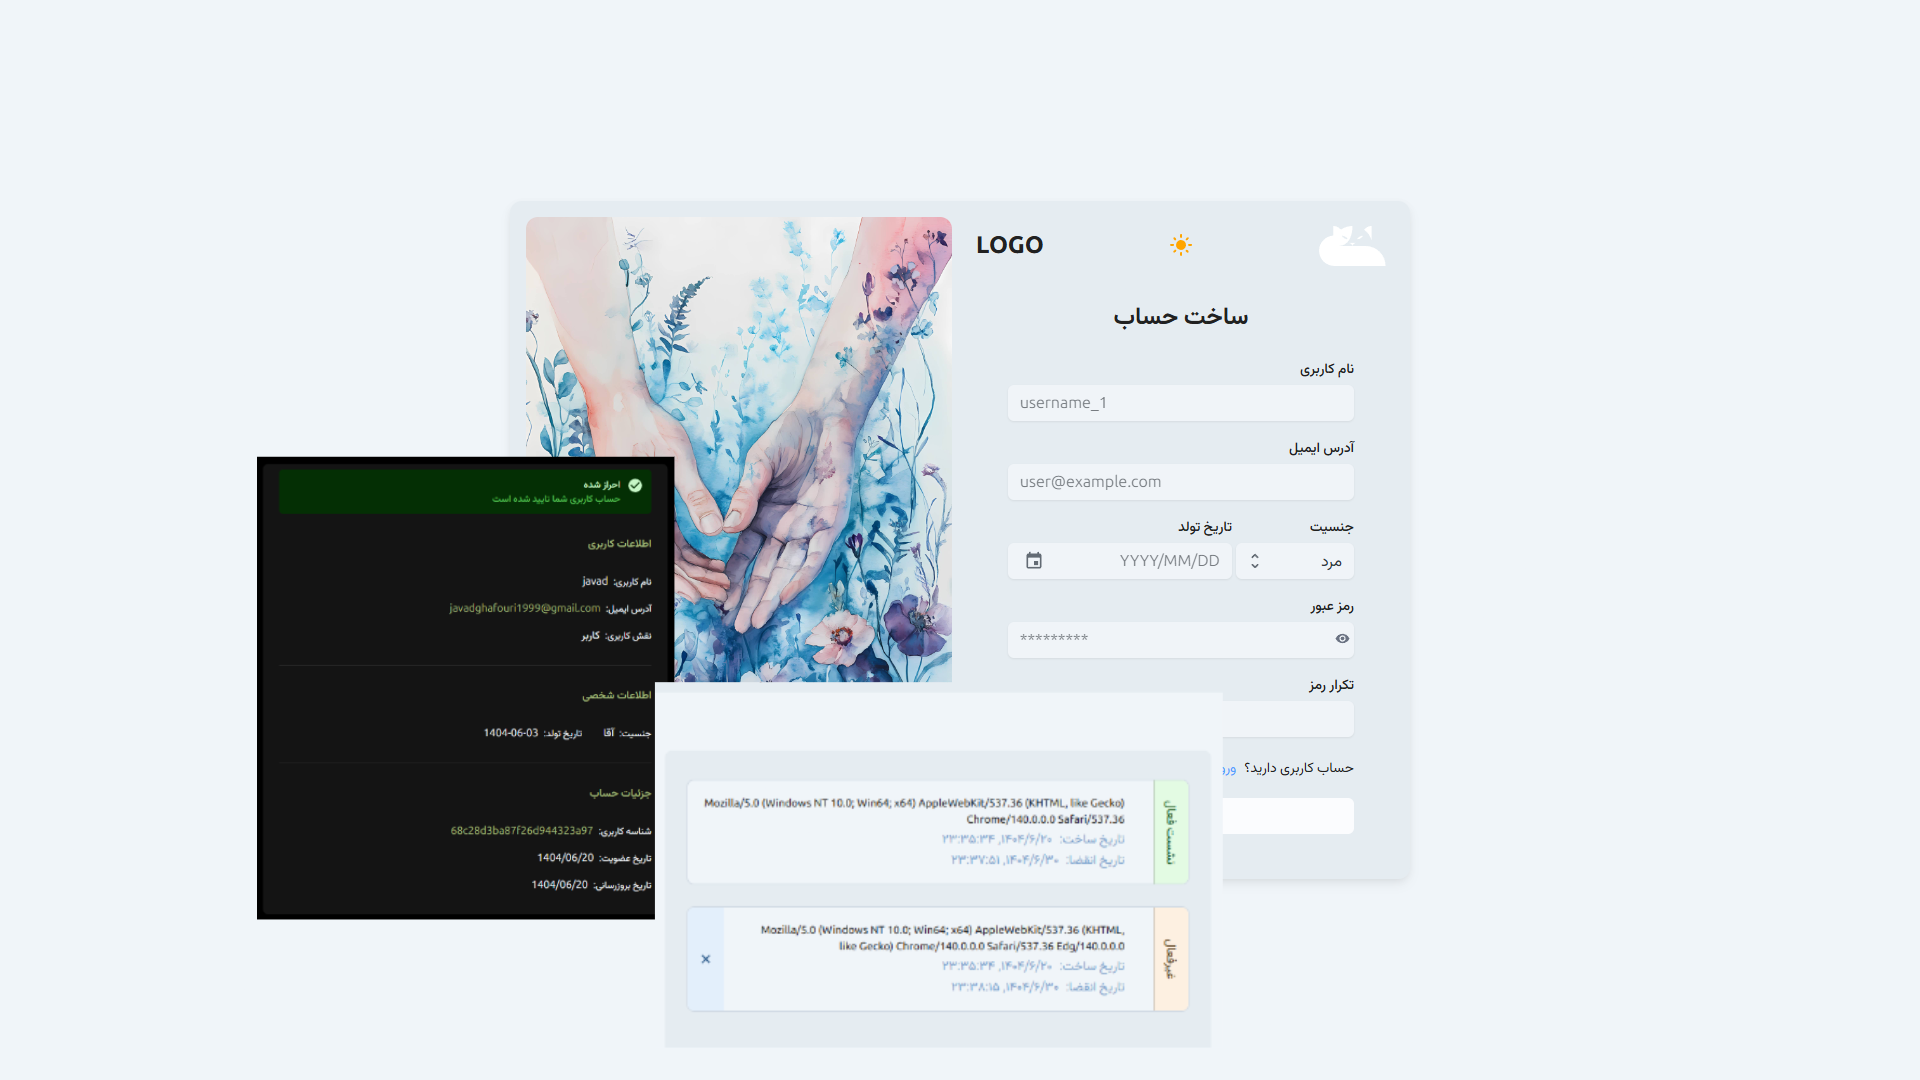 LOGO
ساخت حساب
نام کاربری
username_1
آدرس ایمیل
user@example.com
جنسیت
تاریخ تولد
مرد
YYYY/MM/DD
رمز عبور
*********
تکرار رمز
حساب کاربری دارید؟
احراز شده
حساب کاربری شما تایید شده است
اطلاعات کاربری
نام کاربری: javad
آدرس ایمیل: javadghafouri1999@gmail.com
نقش کاربری: کاربر
اطلاعات شخصی
جنسیت: آقا تاریخ تولد: 1404-06-03
جزئیات حساب
شناسه کاربری: 68c28d3ba87f26d944323a97
تاریخ عضویت: 1404/06/20
تاریخ بروزرسانی: 1404/06/20
نشست فعال
Mozilla/5.0 (Windows NT 10.0; Win64; x64) AppleWebKit/537.36 (KHTML, like Gecko)
Chrome/140.0.0.0 Safari/537.36
تاریخ ساخت: ۱۴۰۴/۶/۲۰, ۲۳:۳۵:۳۴
تاریخ انقضا: ۱۴۰۴/۶/۳۰, ۲۳:۳۷:۵۱
غیرفعال
Mozilla/5.0 (Windows NT 10.0; Win64; x64) AppleWebKit/537.36 (KHTML,
like Gecko) Chrome/140.0.0.0 Safari/537.36 Edg/140.0.0.0
تاریخ ساخت: ۱۴۰۴/۶/۲۰, ۲۳:۳۵:۳۴
تاریخ انقضا: ۱۴۰۴/۶/۳۰, ۲۳:۳۸:۱۵